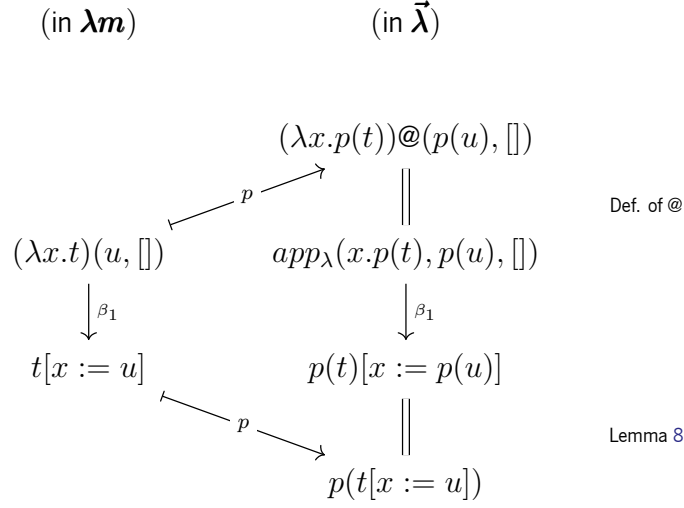 (in λm) (in λ⃗)
(λx.p(t))@(p(u), [])
p
Def. of @
(λx.t)(u, []) app_λ(x.p(t), p(u), [])
β₁ β₁
t[x := u] p(t)[x := p(u)]
p
Lemma 8
p(t[x := u])